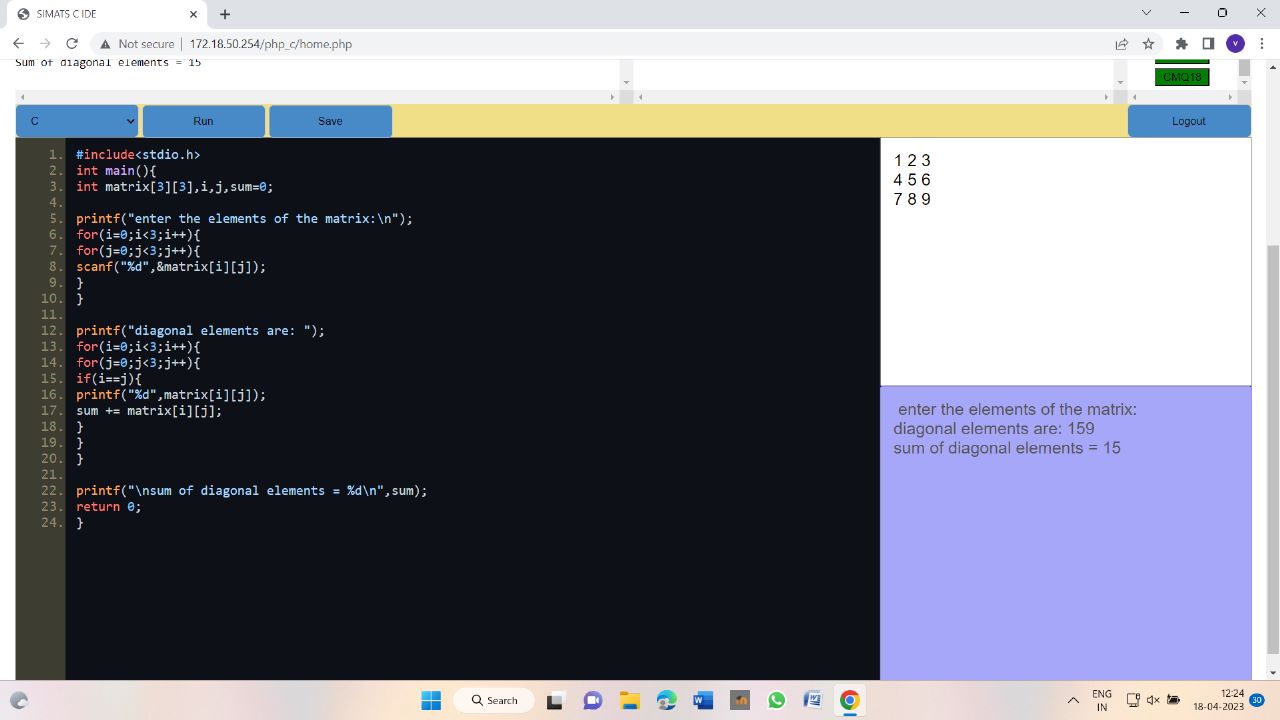 SIMATS C IDE
Not secure | 172.18.50.254/php_c/home.php
V
Sum of diagonal elements = 15
CMQ18
C
Run
Save
Logout
1. #include<stdio.h>
2. int main(){
3. int matrix[3][3],i,j,sum=0;
4.
5. printf("enter the elements of the matrix:\n");
6. for(i=0;i<3;i++){
7. for(j=0;j<3;j++){
8. scanf("%d",&matrix[i][j]);
9. }
10. }
11.
12. printf("diagonal elements are: ");
13. for(i=0;i<3;i++){
14. for(j=0;j<3;j++){
15. if(i==j){
16. printf("%d",matrix[i][j]);
17. sum += matrix[i][j];
18. }
19. }
20. }
21.
22. printf("\nsum of diagonal elements = %d\n",sum);
23. return 0;
24. }
1 2 3
4 5 6
7 8 9
enter the elements of the matrix:
diagonal elements are: 159
sum of diagonal elements = 15
Search
ENG
IN
12:24
18-04-2023
30